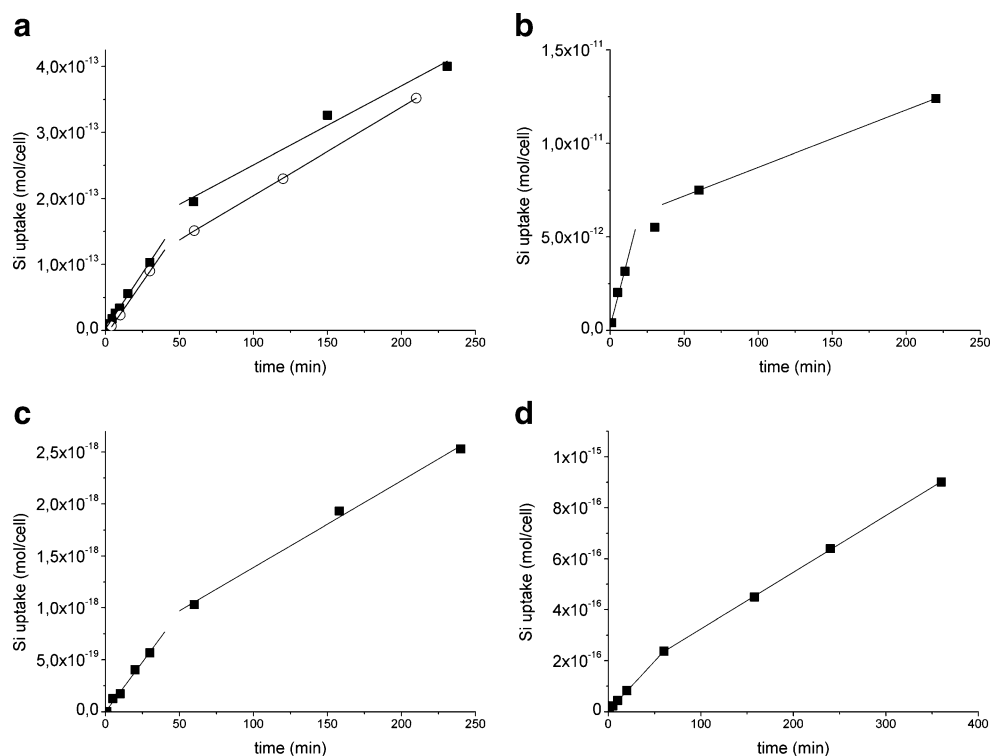 a
Si uptake (mol/cell)
4,0x10⁻¹³
3,0x10⁻¹³
2,0x10⁻¹³
1,0x10⁻¹³
0,0
0 50 100 150 200 250
time (min)
b
Si uptake (mol/cell)
1,5x10⁻¹¹
1,0x10⁻¹¹
5,0x10⁻¹²
0,0
0 50 100 150 200 250
time (min)
c
Si uptake (mol/cell)
2,5x10⁻¹⁸
2,0x10⁻¹⁸
1,5x10⁻¹⁸
1,0x10⁻¹⁸
5,0x10⁻¹⁹
0,0
0 50 100 150 200 250
time (min)
d
Si uptake (mol/cell)
1x10⁻¹⁵
8x10⁻¹⁶
6x10⁻¹⁶
4x10⁻¹⁶
2x10⁻¹⁶
0
0 100 200 300 400
time (min)